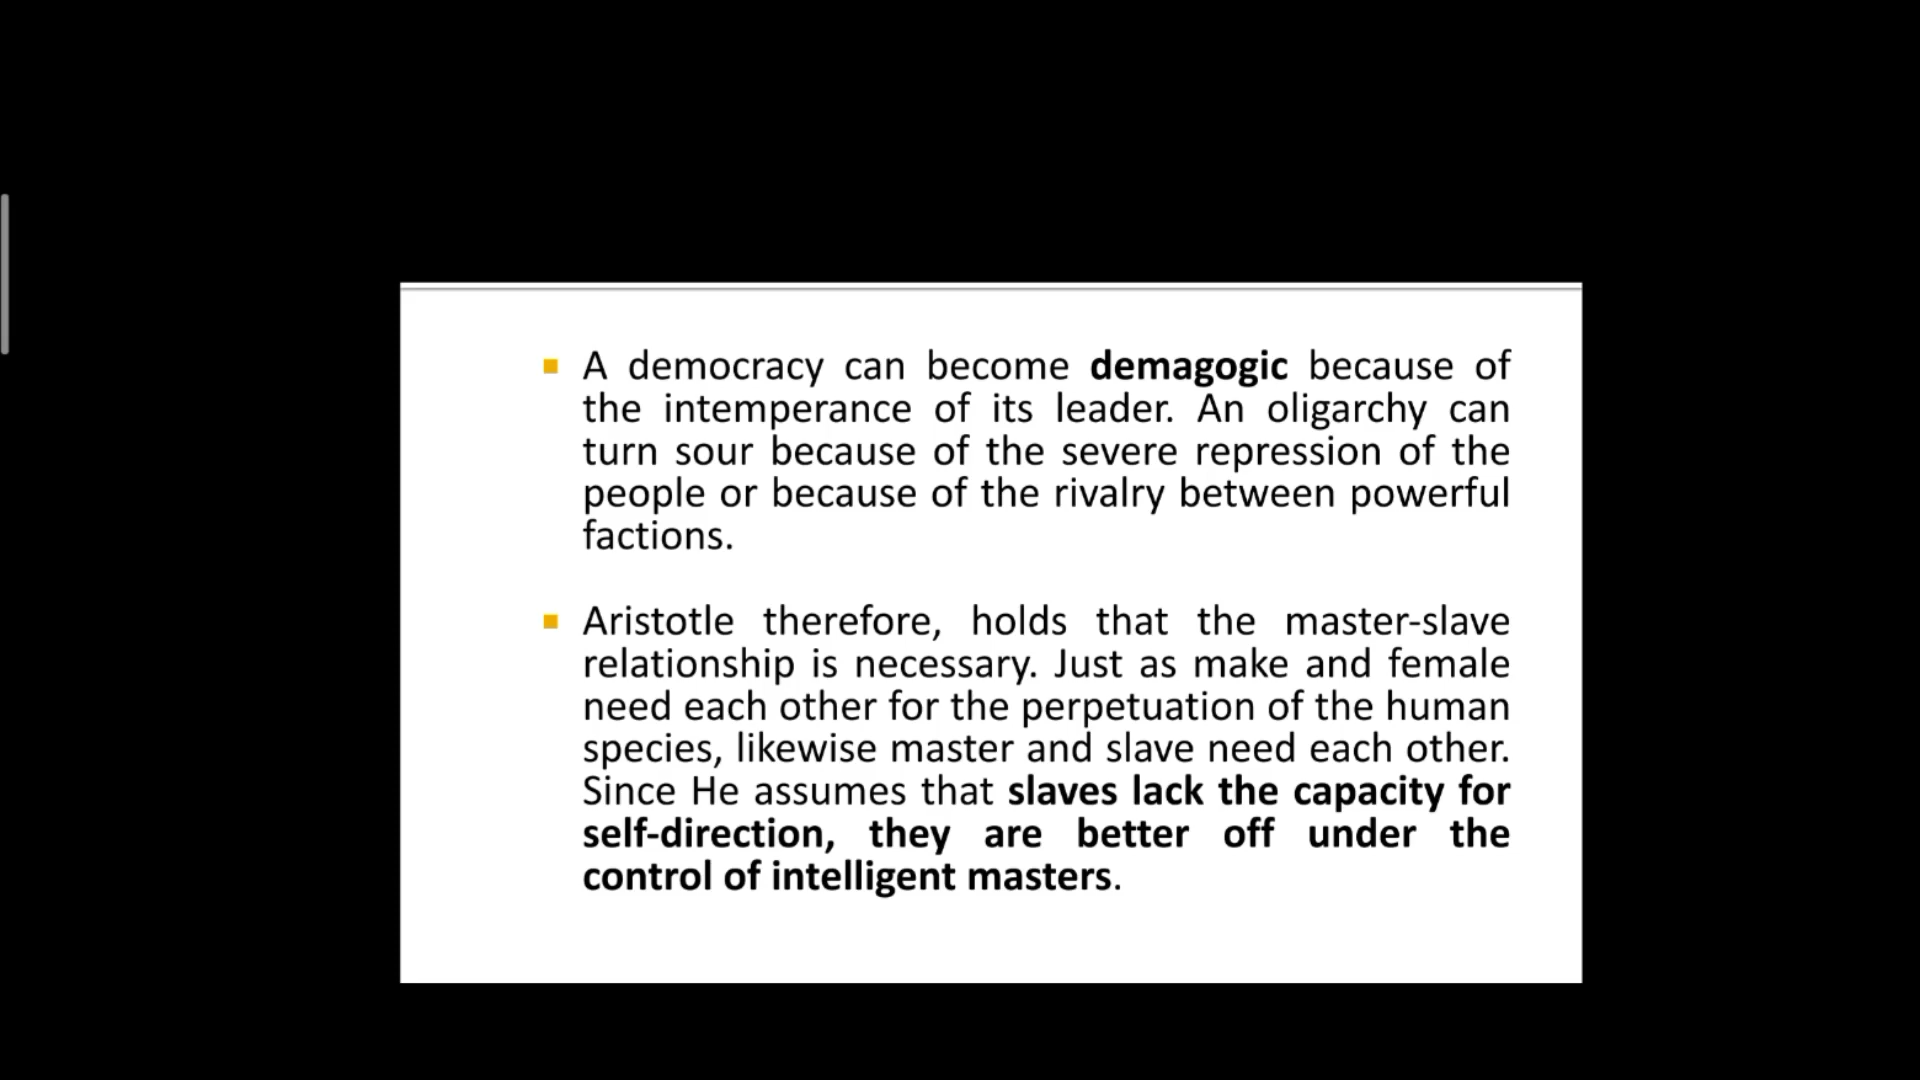 A democracy can become demagogic because of
the intemperance of its leader. An oligarchy can
turn sour because of the severe repression of the
people or because of the rivalry between powerful
factions.
Aristotle therefore, holds that the master-slave
relationship is necessary. Just as make and female
need each other for the perpetuation of the human
species, likewise master and slave need each other.
Since He assumes that slaves lack the capacity for
self-direction, they are better off under the
control of intelligent masters.